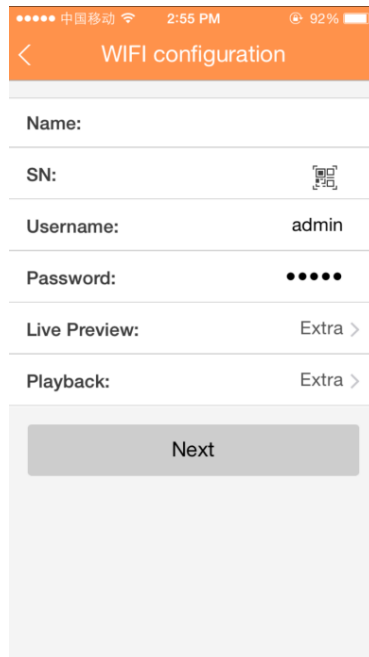 中国移动 2:55 PM 92%
WIFI configuration
Name:
SN:
Username: admin
Password: •••••
Live Preview: Extra
Playback: Extra
Next